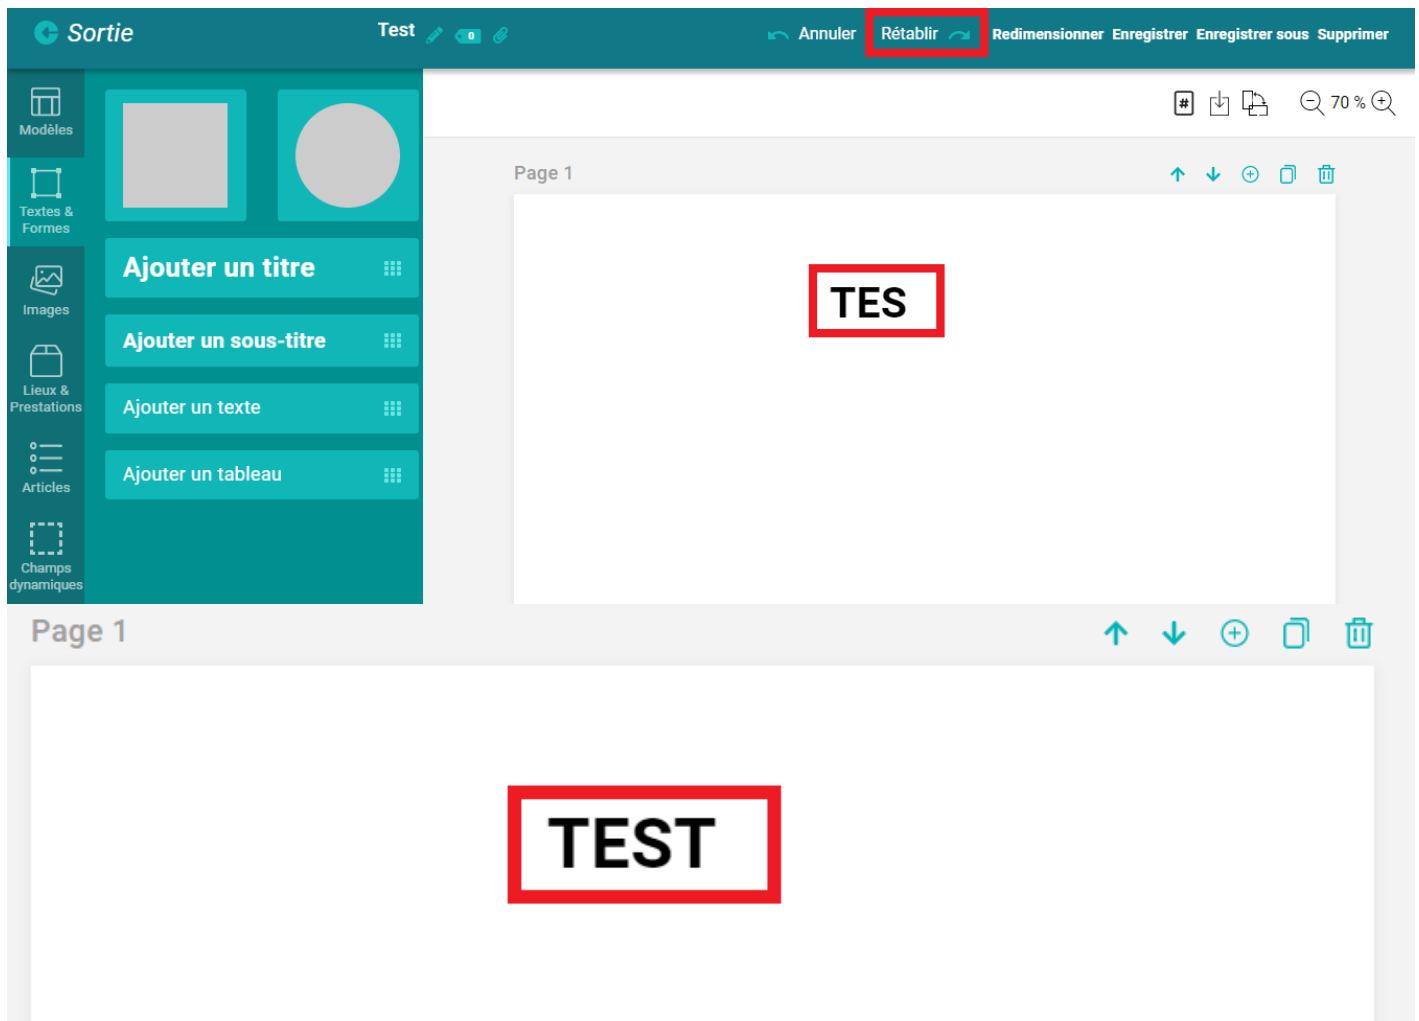 Sortie
Test
0
Annuler
Rétablir
Redimensionner Enregistrer Enregistrer sous Supprimer
Modèles
Textes &
Formes
Images
Lieux &
Prestations
Articles
Champs
dynamiques
Ajouter un titre
Ajouter un sous-titre
Ajouter un texte
Ajouter un tableau
# 70 %
Page 1
TES
Page 1
TEST